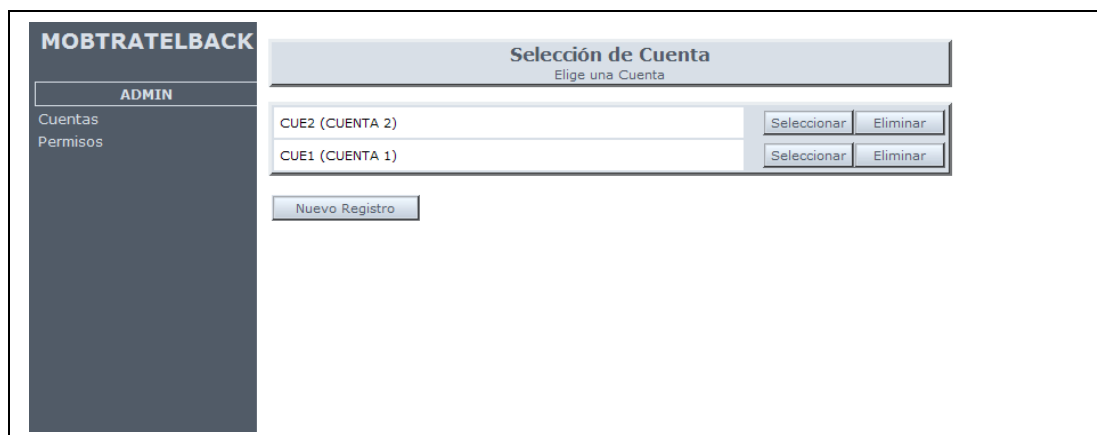 MOBTRATELBACK
ADMIN
Cuentas
Permisos
Selección de Cuenta
Elige una Cuenta
CUE2 (CUENTA 2) Seleccionar Eliminar
CUE1 (CUENTA 1) Seleccionar Eliminar
Nuevo Registro